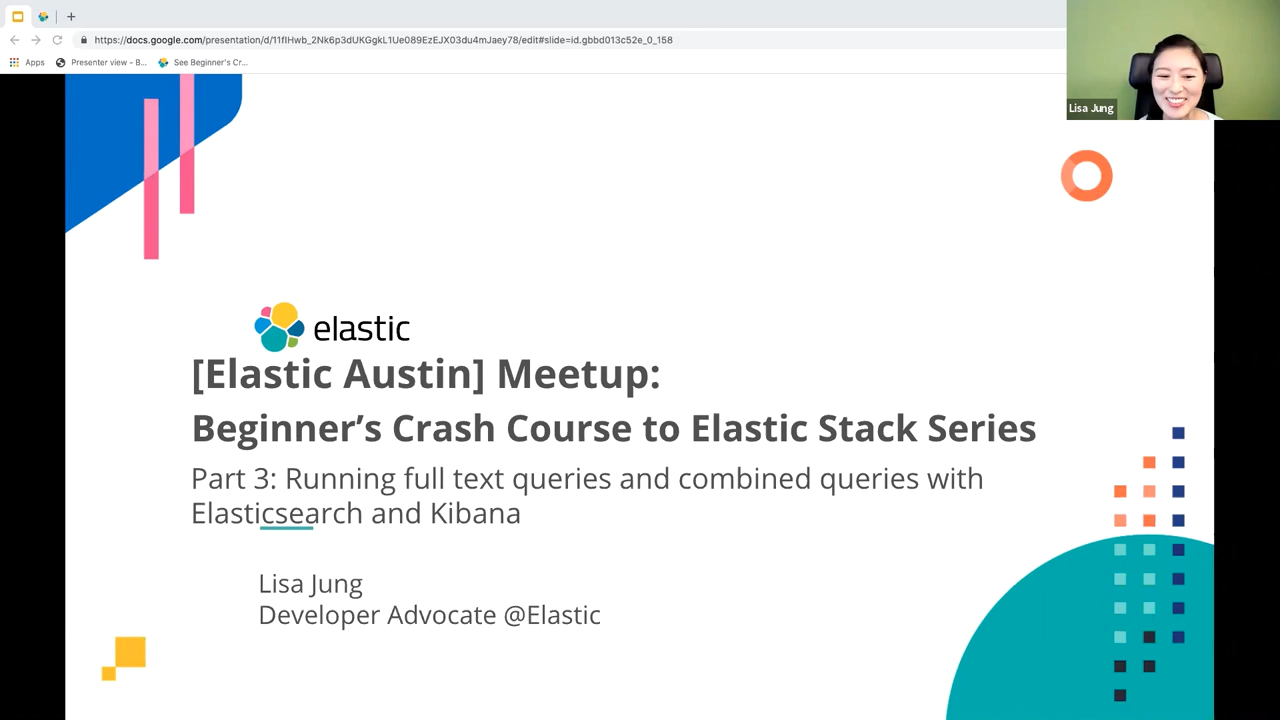 https://docs.google.com/presentation/d/11fIHwb_2Nk6p3dUKGgkL1Ue089EzEJX03du4mJaey78/edit#slide=id.gbbd013c52e_0_158
Apps
Presenter view – B...
See Beginner's Cr...
Lisa Jung
elastic
[Elastic Austin] Meetup:
Beginner’s Crash Course to Elastic Stack Series
Part 3: Running full text queries and combined queries with
Elasticsearch and Kibana
Lisa Jung
Developer Advocate @Elastic